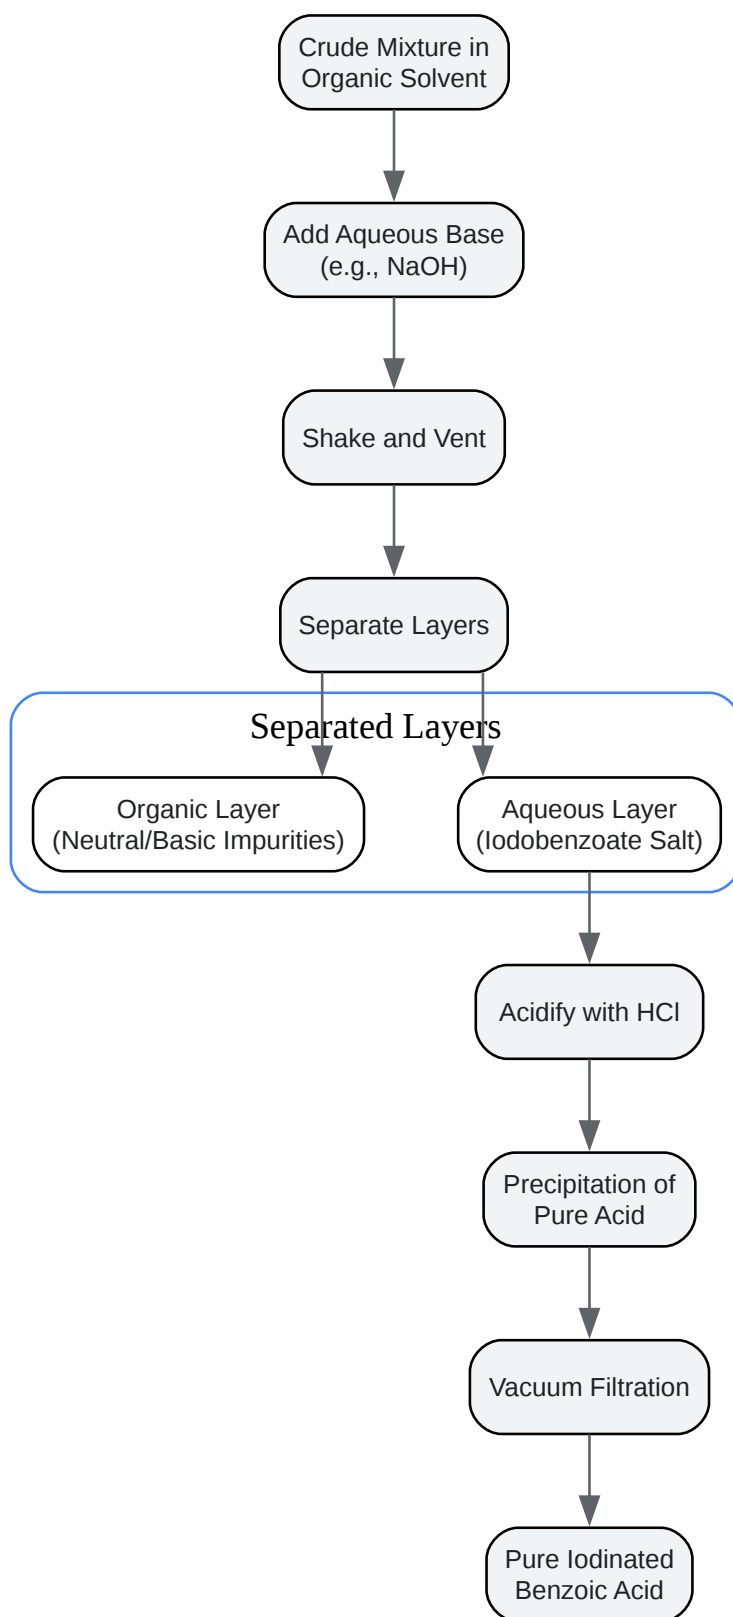 Crude Mixture in
Organic Solvent
Add Aqueous Base
(e.g., NaOH)
Shake and Vent
Separate Layers
Separated Layers
Organic Layer
(Neutral/Basic Impurities)
Aqueous Layer
(Iodobenzoate Salt)
Acidify with HCl
Precipitation of
Pure Acid
Vacuum Filtration
Pure Iodinated
Benzoic Acid